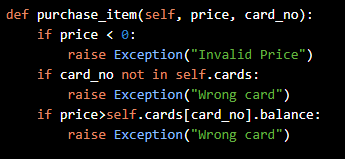 def purchase_item(self, price, card_no):
    if price < 0:
        raise Exception("Invalid Price")
    if card_no not in self.cards:
        raise Exception("Wrong card")
    if price>self.cards[card_no].balance:
        raise Exception("Wrong card")